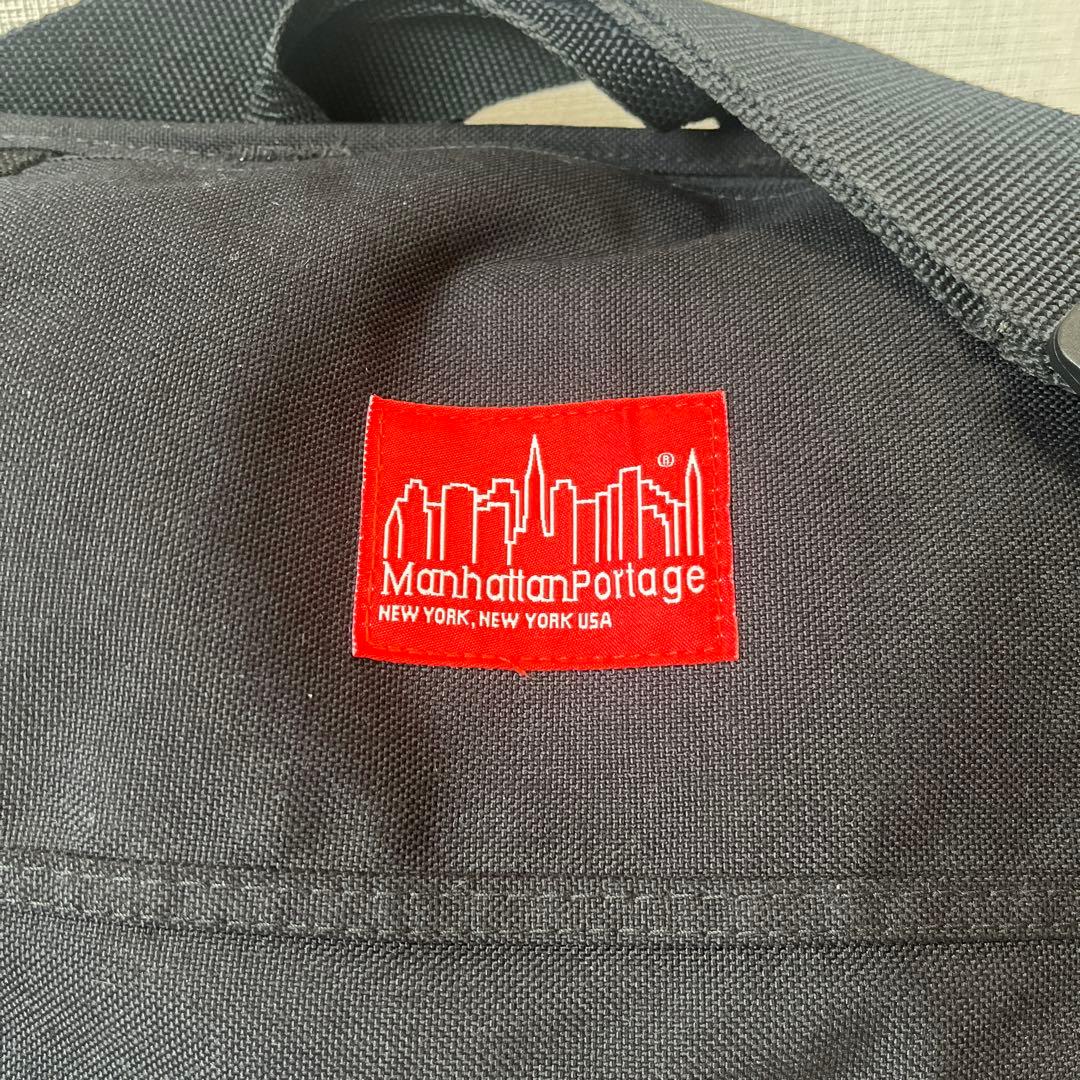 ®
ManhattanPortage
NEW YORK, NEW YORK USA